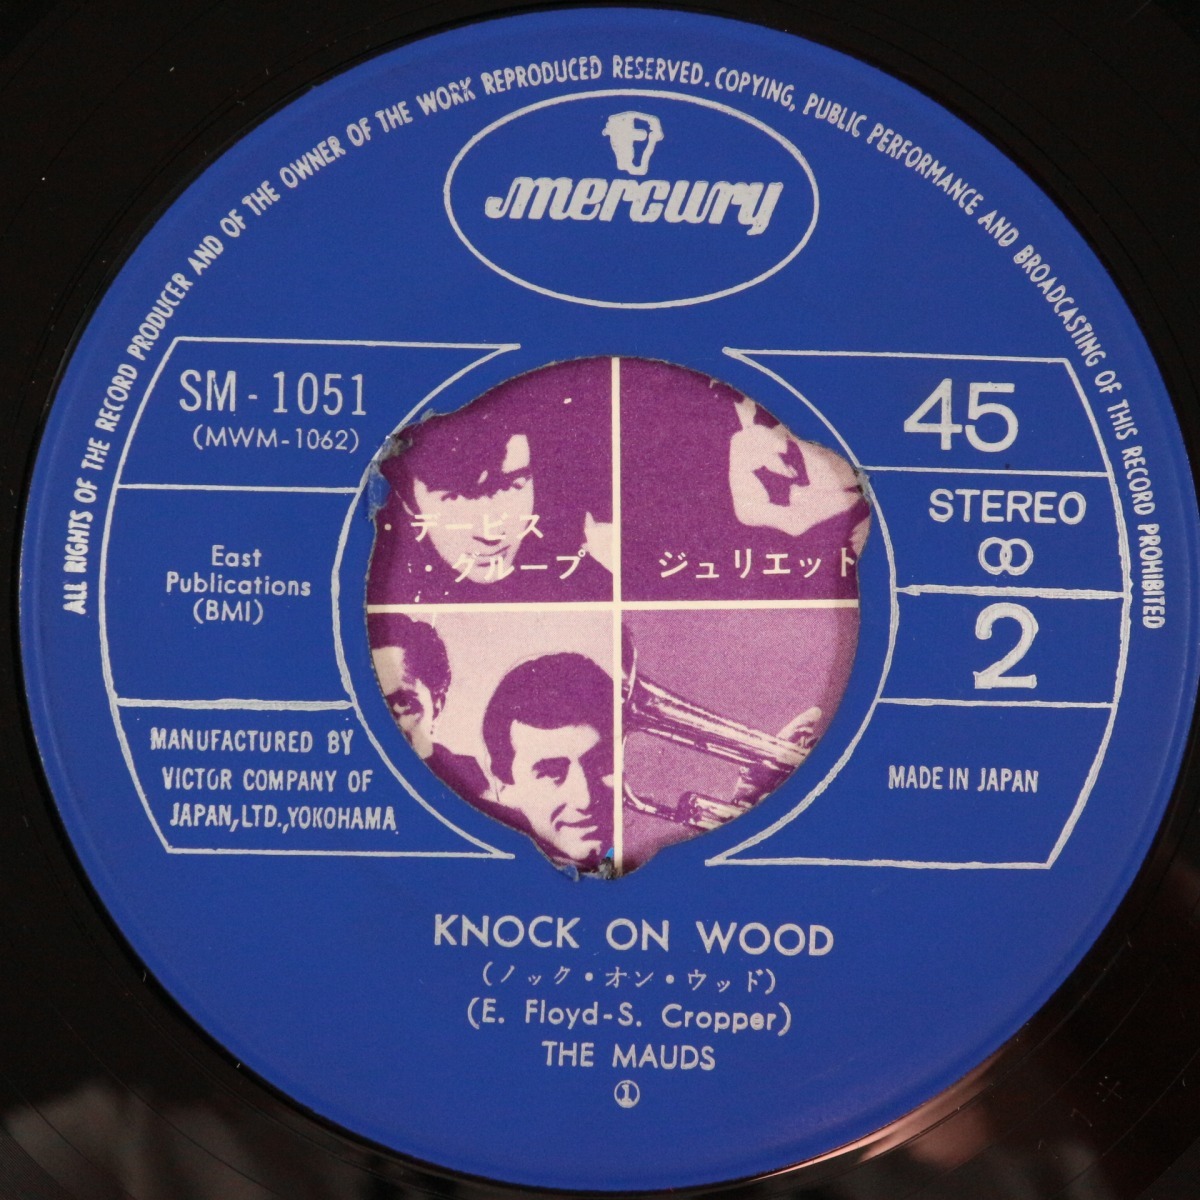 ALL RIGHTS OF THE RECORD PRODUCER AND OF THE OWNER OF THE WORK REPRODUCED RESERVED. COPYING, PUBLIC PERFORMANCE AND BROADCASTING OF THIS RECORD PROHIBITED
mercury
SM-1051
(MWM-1062)
45
STEREO
East
Publications
(BMI)
2
・デービス
・グループ
ジュリエット
MANUFACTURED BY
VICTOR COMPANY OF
JAPAN, LTD., YOKOHAMA
MADE IN JAPAN
KNOCK ON WOOD
(ノック・オン・ウッド)
(E. Floyd-S. Cropper)
THE MAUDS
①